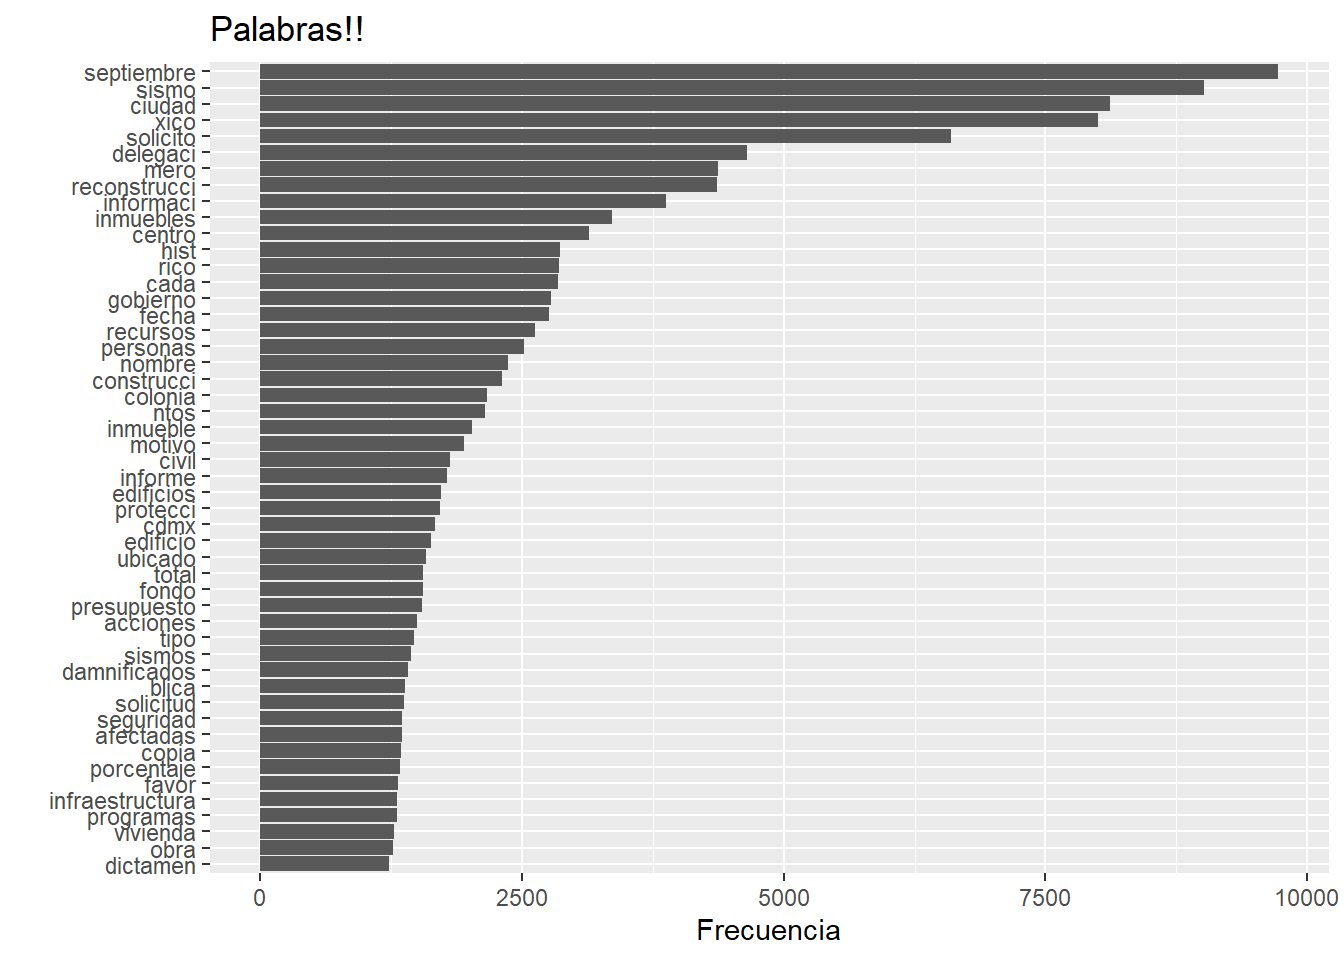 Palabras!!
septiembre
sismo
ciudad
xico
solicito
delegaci
mero
reconstrucci
informaci
inmuebles
centro
hist
rico
cada
gobierno
fecha
recursos
personas
nombre
construcci
colonia
ntos
inmueble
motivo
civil
informe
edificios
protecci
cdmx
edificio
ubicado
total
fondo
presupuesto
acciones
tipo
sismos
damnificados
blica
solicitud
seguridad
afectadas
copia
porcentaje
favor
infraestructura
programas
vivienda
obra
dictamen
0 2500 5000 7500 10000
Frecuencia